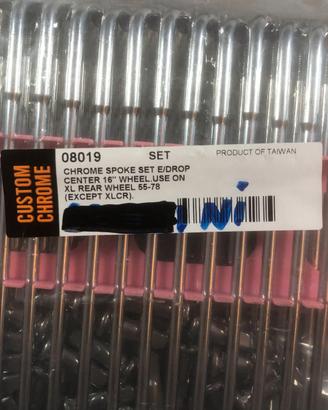 08019 SET PRODUCT OF TAIWAN
CHROME SPOKE SET E/DROP
CENTER 16" WHEEL.USE ON
XL REAR WHEEL 55-78
(EXCEPT XLCR).
CUSTOM
CHROME